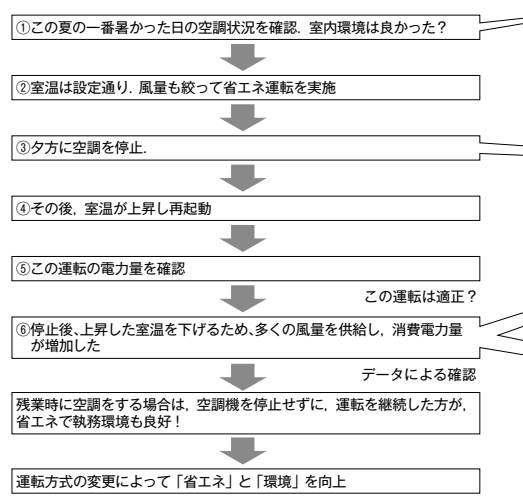 ①この夏の一番暑かった日の空調状況を確認．室内環境は良かった？
②室温は設定通り．風量も絞って省エネ運転を実施
③夕方に空調を停止．
④その後，室温が上昇し再起動
⑤この運転の電力量を確認
この運転は適正？
⑥停止後、上昇した室温を下げるため、多くの風量を供給し，消費電力量
が増加した
データによる確認
残業時に空調をする場合は，空調機を停止せずに，運転を継続した方が，
省エネで執務環境も良好！
運転方式の変更によって「省エネ」と「環境」を向上